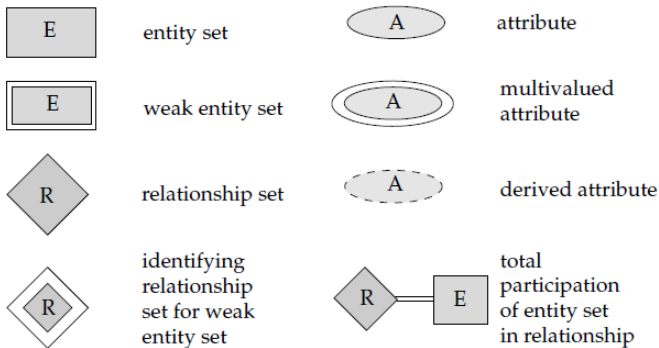 E
entity set
E
weak entity set
R
relationship set
R
identifying
relationship
set for weak
entity set
A
attribute
A
multivalued
attribute
A
derived attribute
R
E
total
participation
of entity set
in relationship